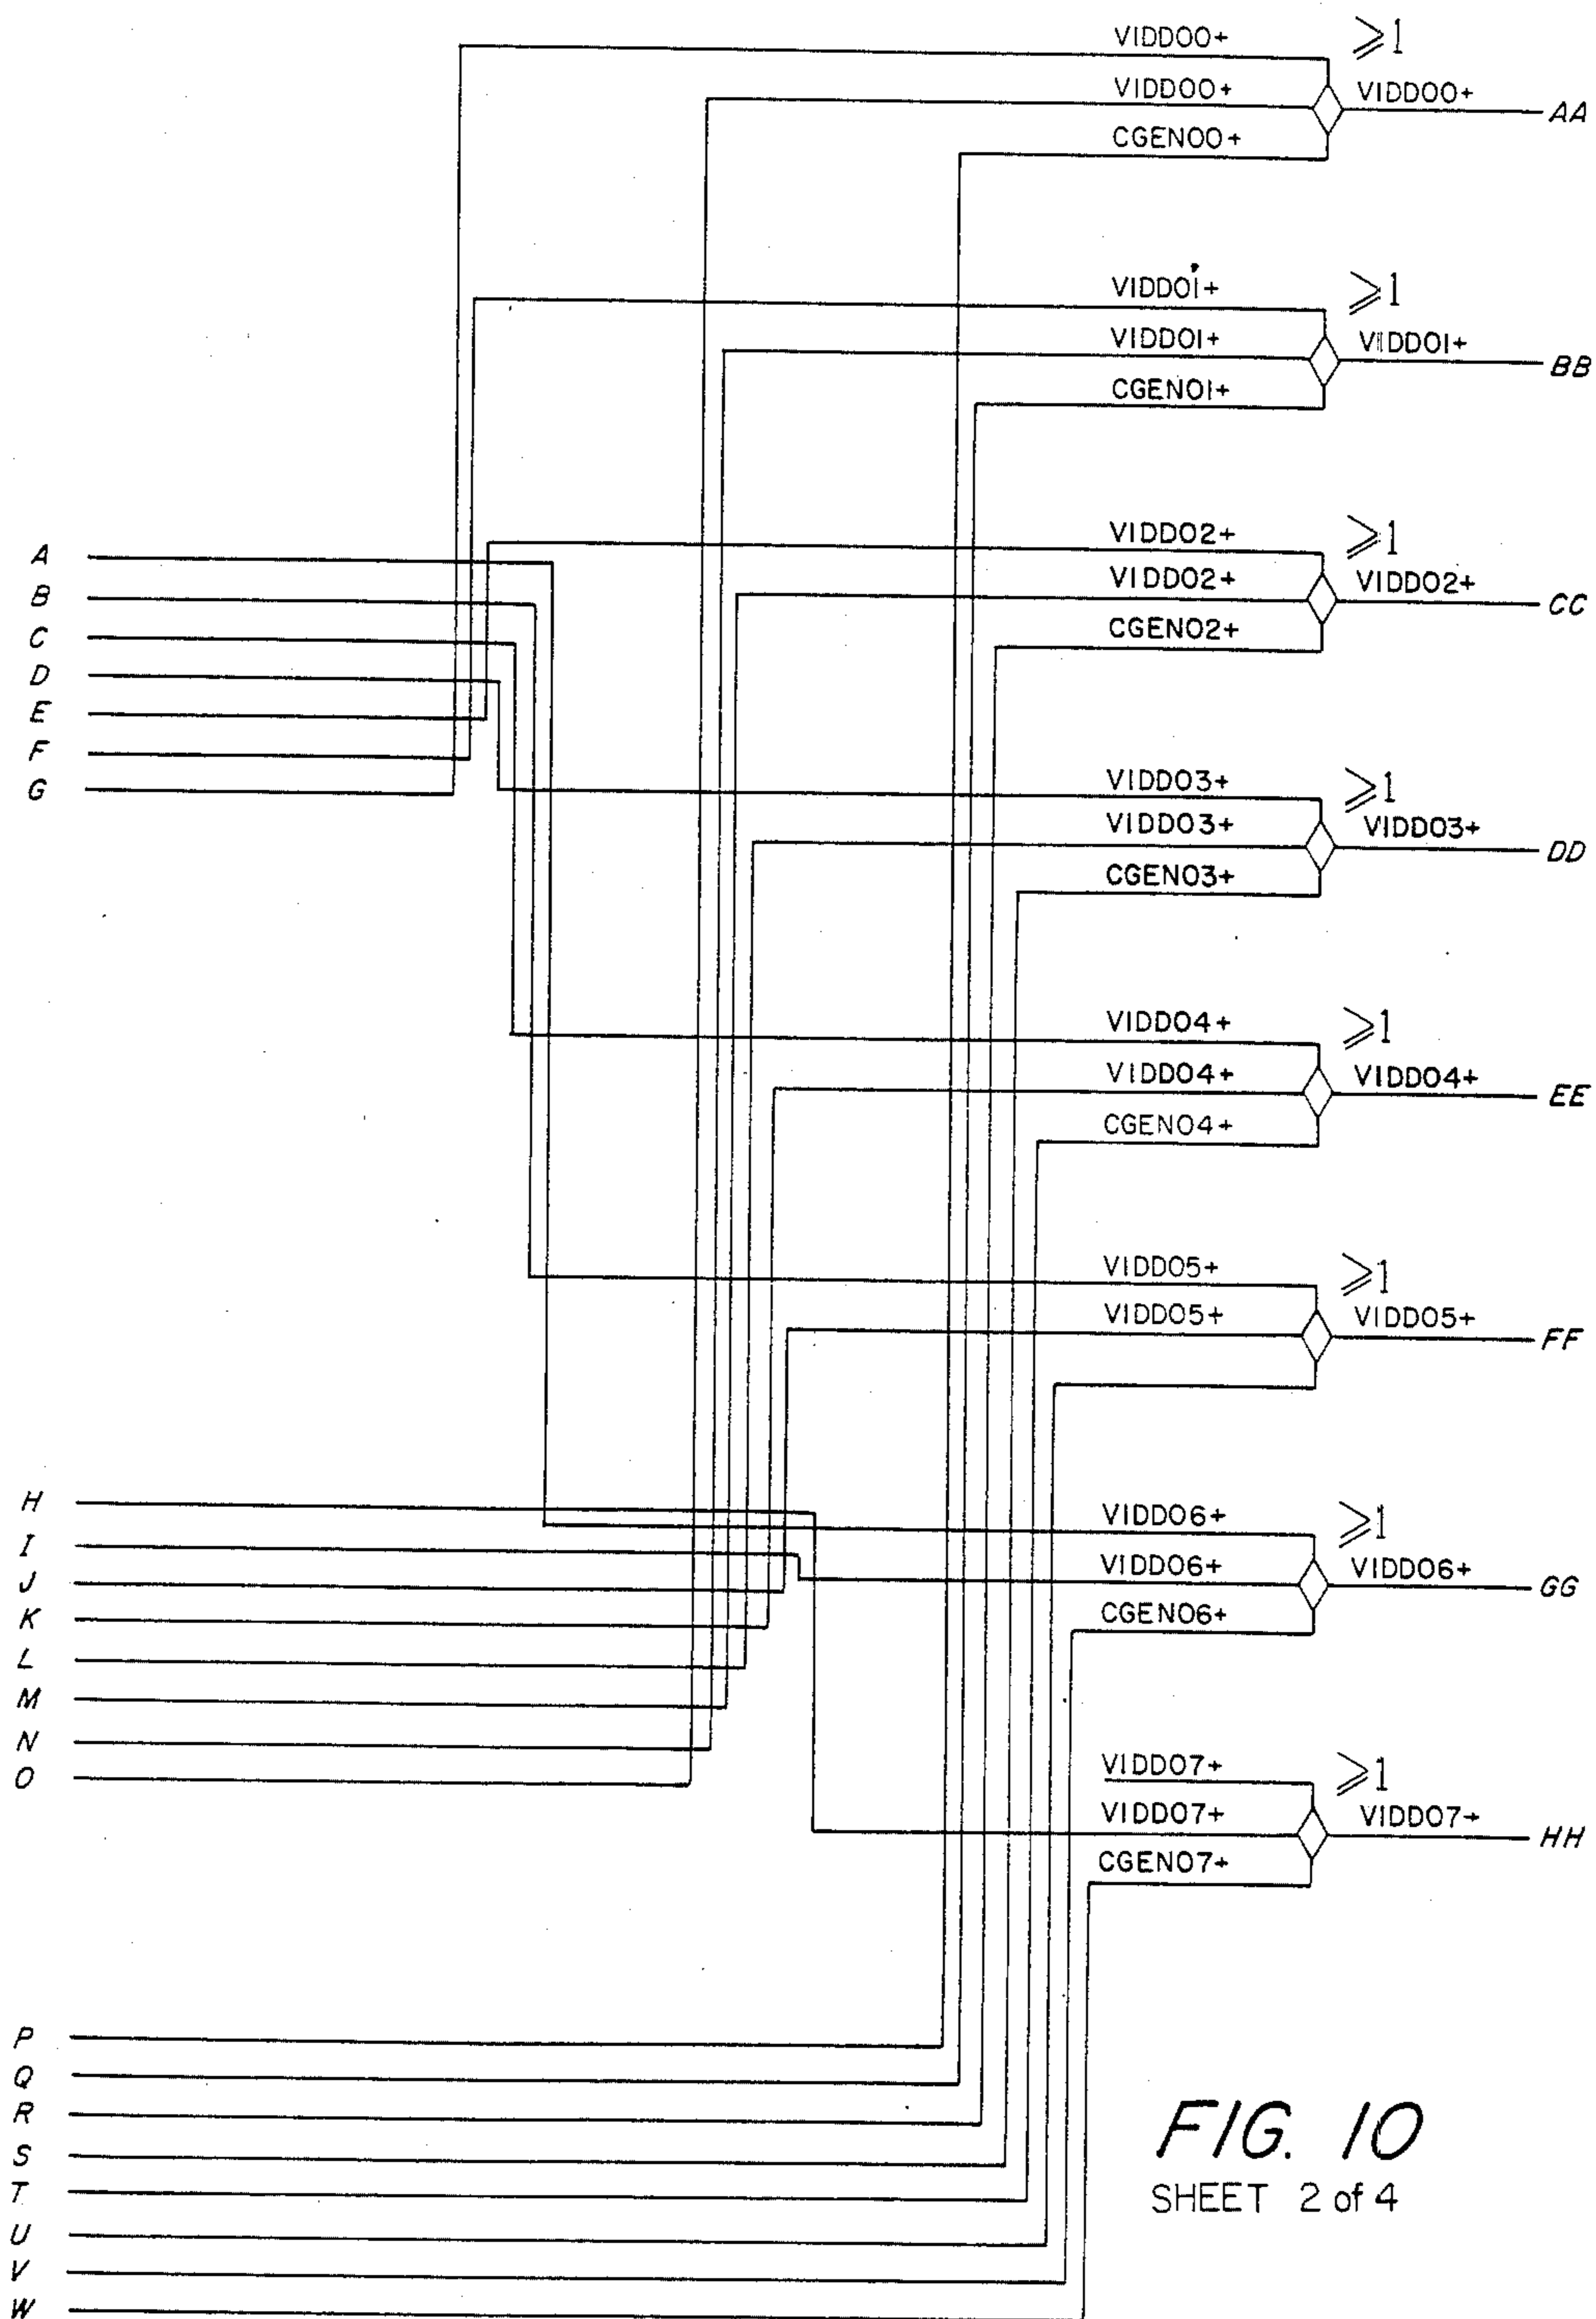 VIDD00+ ≥1
VIDD00+ VIDD00+ AA
CGEN00+
VIDD01+ ≥1
VIDD01+ VIDD01+ BB
CGEN01+
VIDD02+ ≥1
A
VIDD02+ VIDD02+ CC
B
CGEN02+
C
D
E
F
VIDD03+ ≥1
G
VIDD03+ VIDD03+ DD
CGEN03+
VIDD04+ ≥1
VIDD04+ VIDD04+ EE
CGEN04+
VIDD05+ ≥1
VIDD05+ VIDD05+ FF
H
VIDD06+ ≥1
I
VIDD06+ VIDD06+ GG
J
K
CGEN06+
L
M
N
O
VIDD07+ ≥1
VIDD07+ VIDD07+ HH
CGEN07+
P
Q
R
S
T
U
V
W
FIG. 10
SHEET 2 of 4